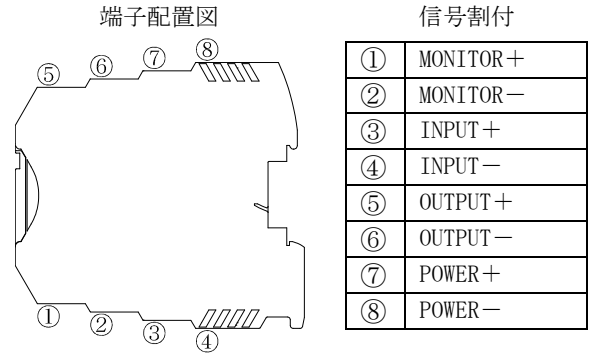 端子配置図
⑤
⑥
⑦
⑧
①
②
③
④
信号割付
① MONITOR＋
② MONITOR－
③ INPUT＋
④ INPUT－
⑤ OUTPUT＋
⑥ OUTPUT－
⑦ POWER＋
⑧ POWER－